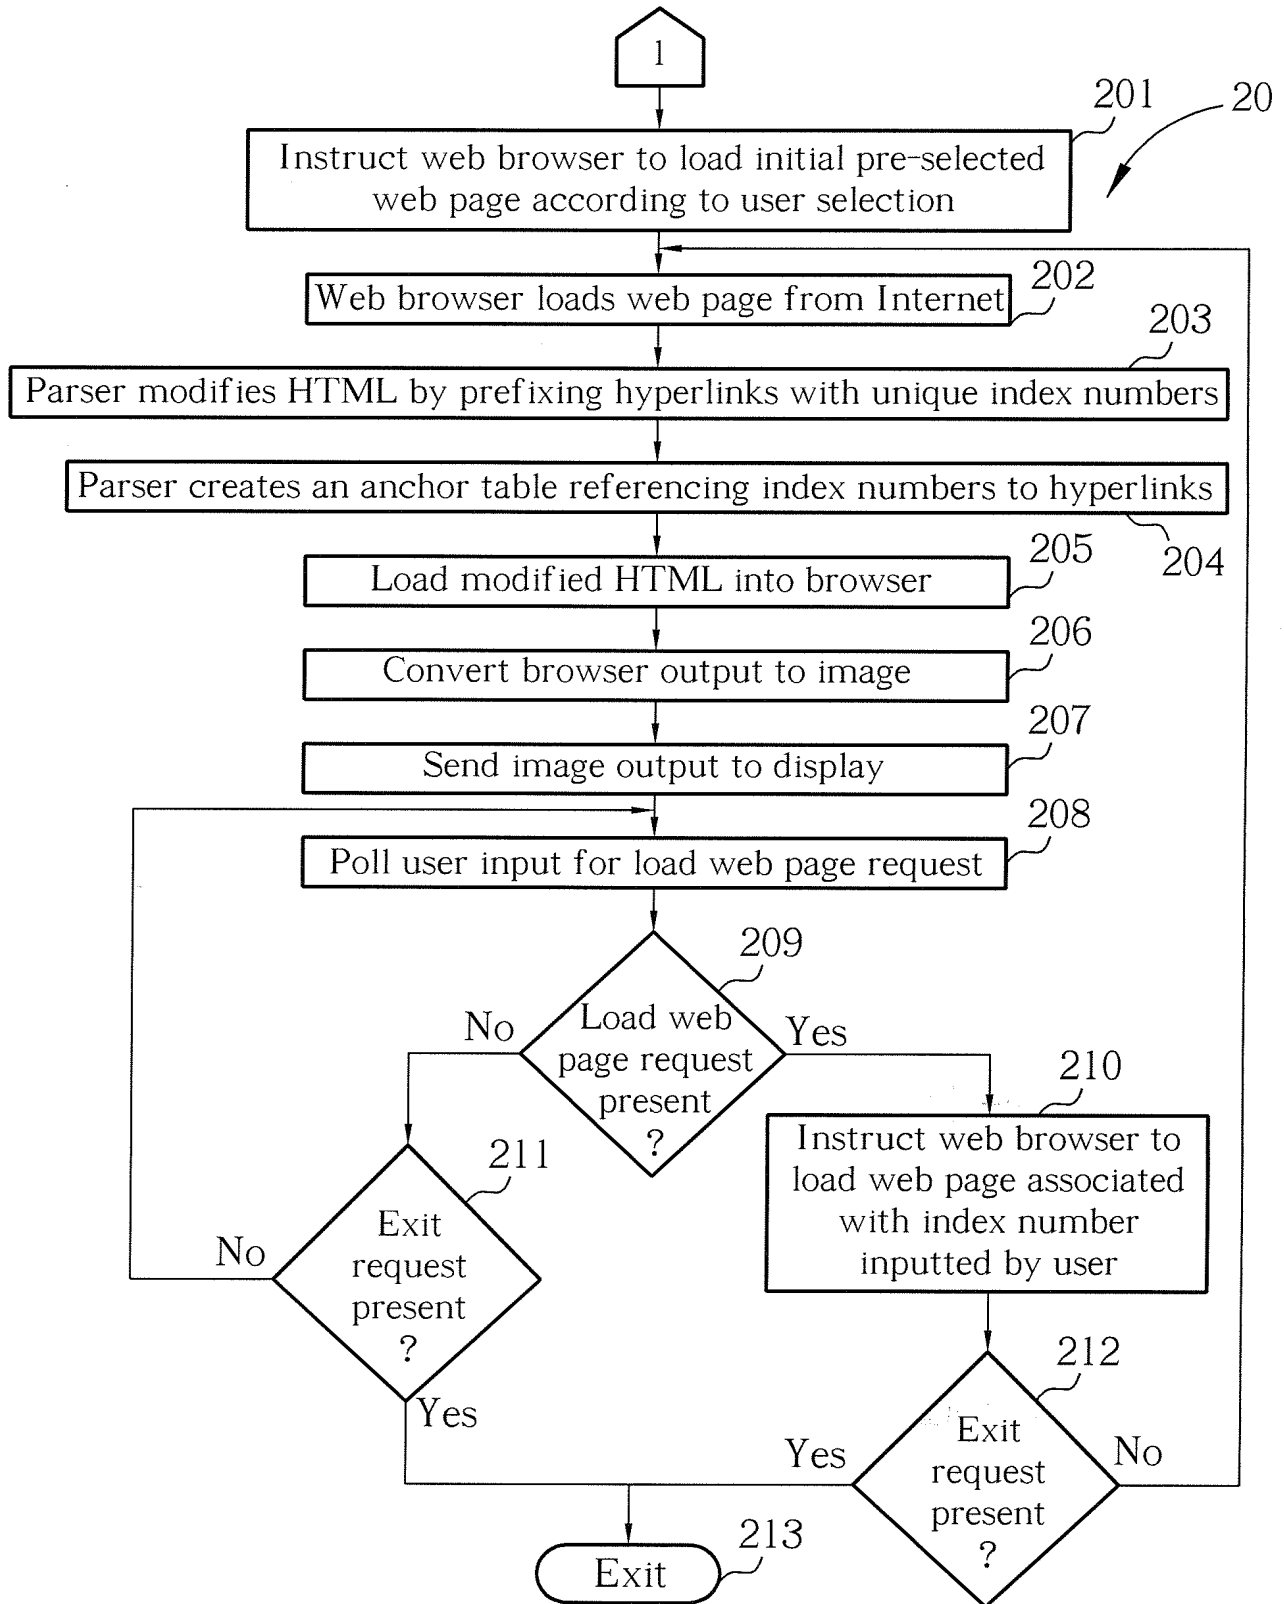 1
201
20
Instruct web browser to load initial pre-selected
web page according to user selection
202
Web browser loads web page from Internet
203
Parser modifies HTML by prefixing hyperlinks with unique index numbers
Parser creates an anchor table referencing index numbers to hyperlinks
204
205
Load modified HTML into browser
206
Convert browser output to image
207
Send image output to display
208
Poll user input for load web page request
209
No
Load web
page request
present
?
Yes
210
Instruct web browser to
load web page associated
with index number
inputted by user
211
No
Exit
request
present
?
Yes
212
Yes
Exit
request
present
?
No
213
Exit